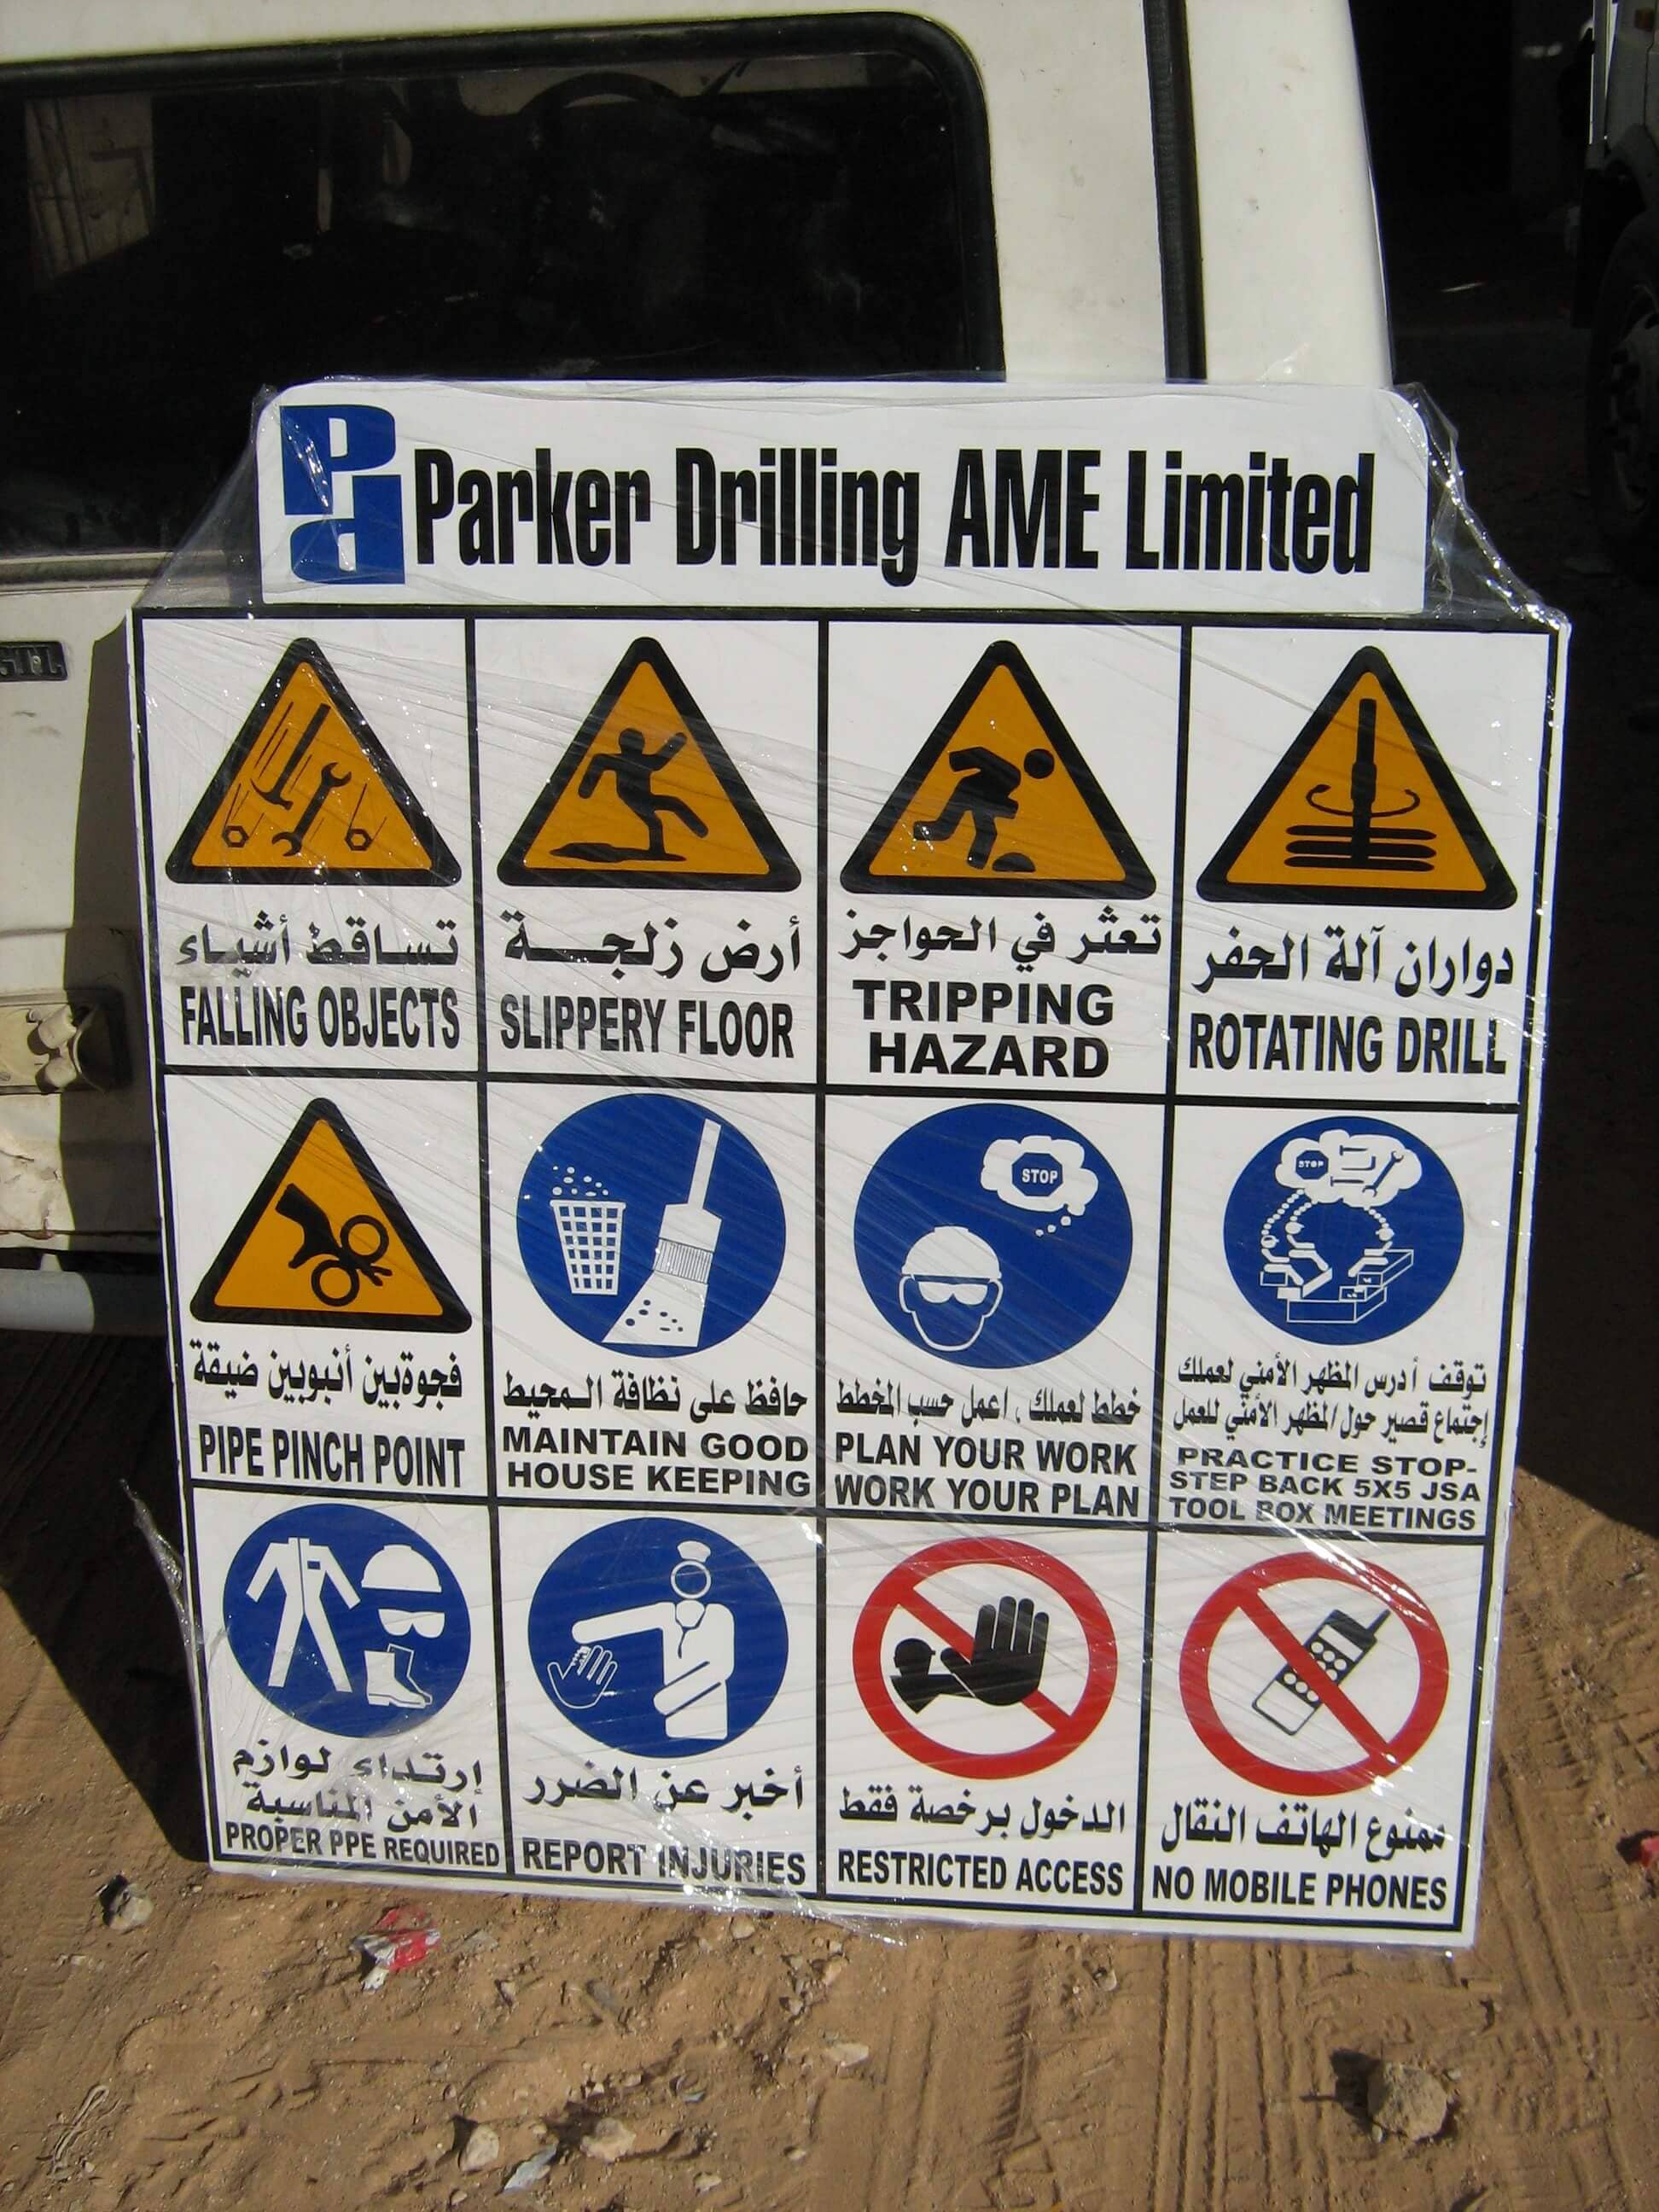 Pd Parker Drilling AME Limited
تساقط أشياء
FALLING OBJECTS
أرض زلجـــة
SLIPPERY FLOOR
تعثر في الحواجز
TRIPPING
HAZARD
دواران آلة الحفر
ROTATING DRILL
فجوةبين أنبوبين ضيقة
PIPE PINCH POINT
حافظ على نظافة المحيط
MAINTAIN GOOD
HOUSE KEEPING
STOP
خطط لعملك , اعمل حسب المخطط
PLAN YOUR WORK
WORK YOUR PLAN
STOP
توقف أدرس المظهر الأمني لعملك
إجتماع قصير حول المظهر الأمني للعمل
PRACTICE STOP-
STEP BACK 5X5 JSA
TOOL BOX MEETINGS
إرتداء لوازم
الأمن المناسبة
PROPER PPE REQUIRED
أخبر عن الضرر
REPORT INJURIES
الدخول برخصة فقط
RESTRICTED ACCESS
ممنوع الهاتف النقال
NO MOBILE PHONES